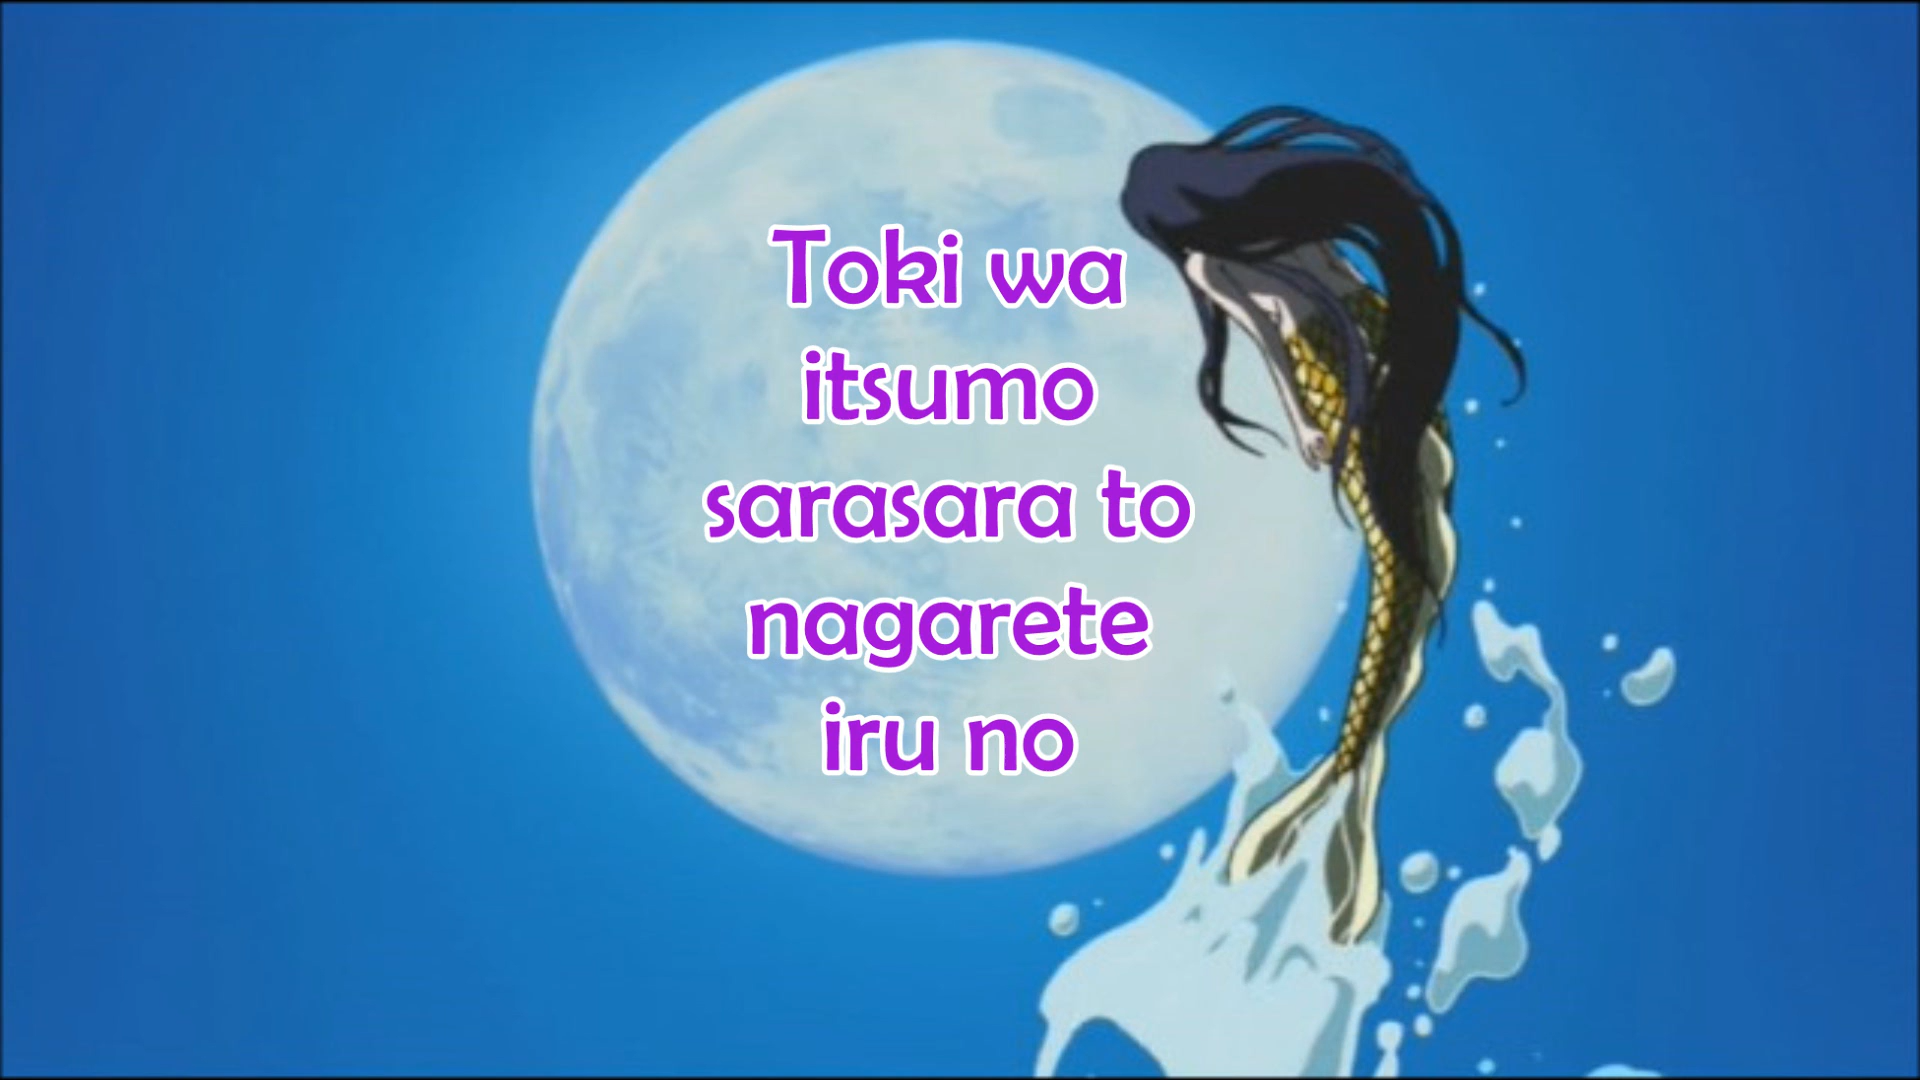 Toki wa
itsumo
sarasara to
nagarete
iru no